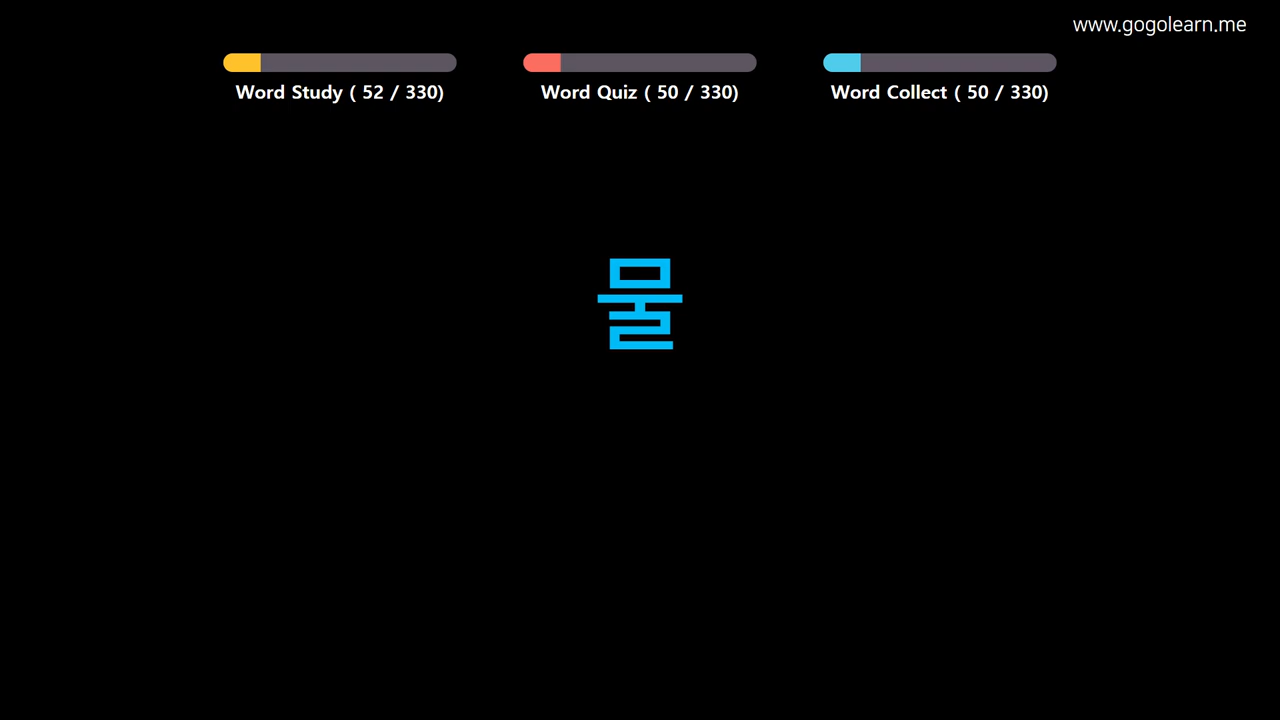 www.gogolearn.me
Word Study ( 52 / 330)
Word Quiz ( 50 / 330)
Word Collect ( 50 / 330)
물